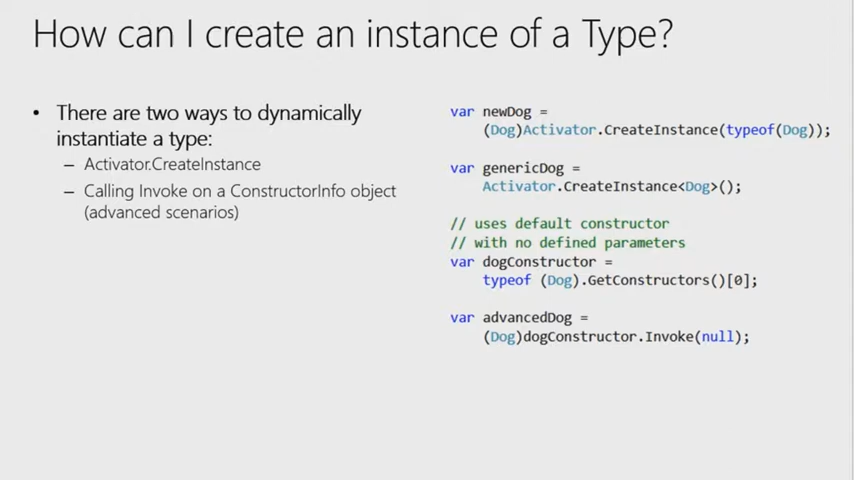 How can I create an instance of a Type?
• There are two ways to dynamically
instantiate a type:
– Activator.CreateInstance
– Calling Invoke on a ConstructorInfo object
(advanced scenarios)
var newDog =
(Dog)Activator.CreateInstance(typeof(Dog));
var genericDog =
Activator.CreateInstance<Dog>();
// uses default constructor
// with no defined parameters
var dogConstructor =
typeof (Dog).GetConstructors()[0];
var advancedDog =
(Dog)dogConstructor.Invoke(null);